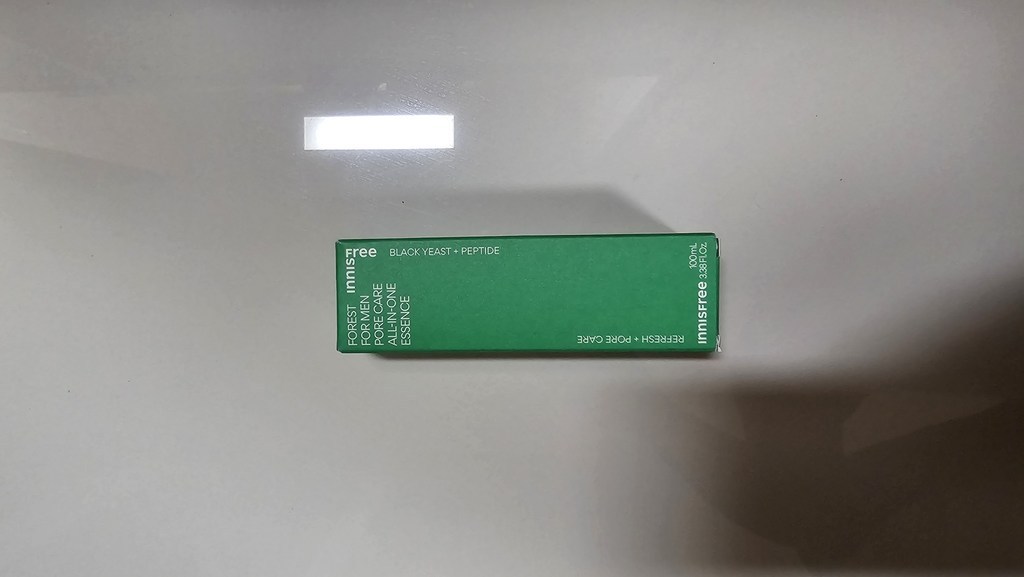 innisfree
BLACK YEAST + PEPTIDE
FOREST
FOR MEN
PORE CARE
ALL-IN-ONE
ESSENCE
REFRESH + PORE CARE
innisfree
100mL
3.38 FL.Oz.